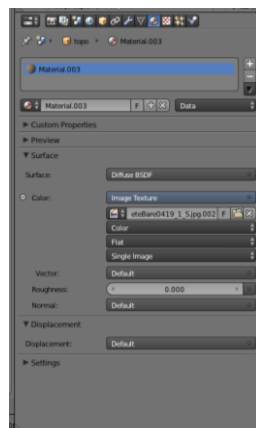 topo Material.003
Material.003
Material.003 F Data
Custom Properties
Preview
Surface
Surface: Diffuse BSDF
Color: Image Texture
eteBare0419_1_S.jpg.002 F
Color
Flat
Single Image
Vector: Default
Roughness: 0.000
Normal: Default
Displacement
Displacement: Default
Settings